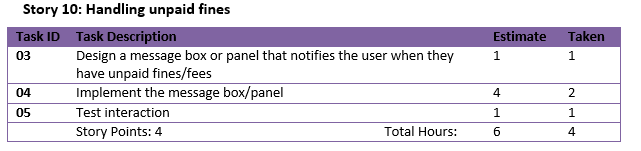 Story 10: Handling unpaid fines
Task ID Task Description Estimate Taken
03 Design a message box or panel that notifies the user when they 1 1
have unpaid fines/fees
04 Implement the message box/panel 4 2
05 Test interaction 1 1
Story Points: 4 Total Hours: 6 4